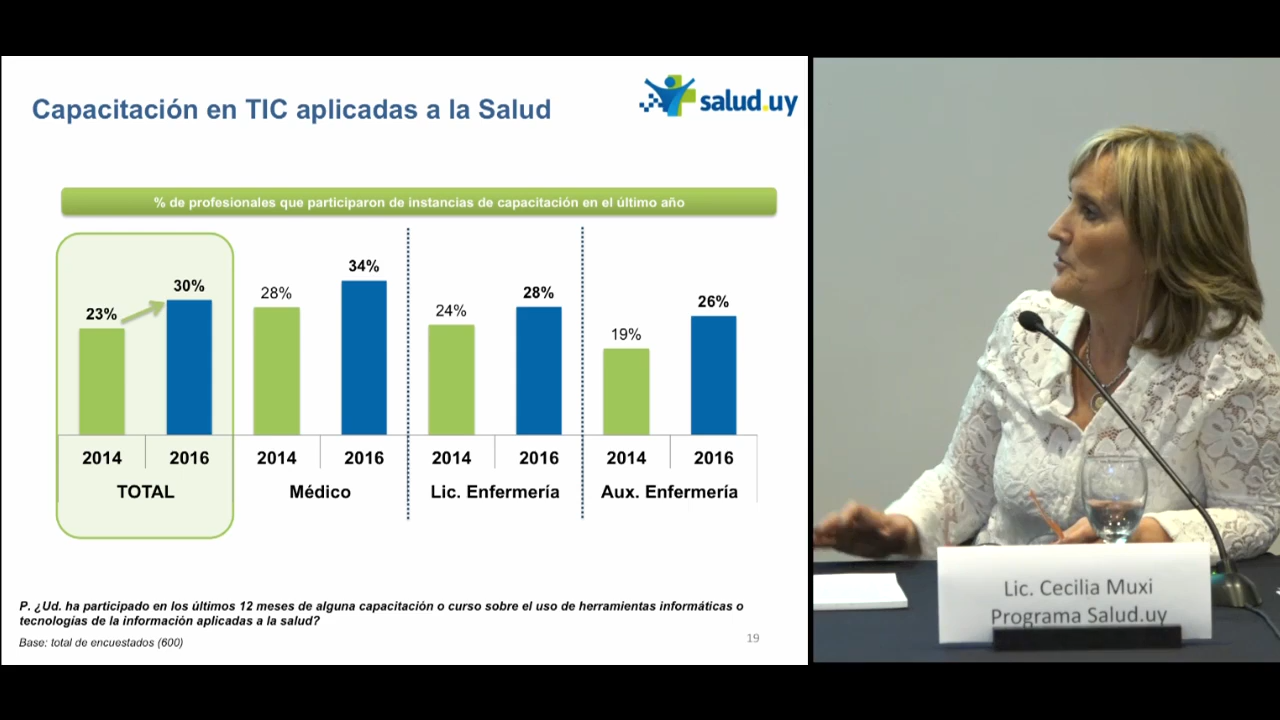 Capacitación en TIC aplicadas a la Salud
salud.uy
% de profesionales que participaron de instancias de capacitación en el último año
23%
30%
28%
34%
24%
28%
19%
26%
2014
2016
2014
2016
2014
2016
2014
2016
TOTAL
Médico
Lic. Enfermería
Aux. Enfermería
P. ¿Ud. ha participado en los últimos 12 meses de alguna capacitación o curso sobre el uso de herramientas informáticas o
tecnologías de la información aplicadas a la salud?
Base: total de encuestados (600)
19
Lic. Cecilia Muxi
Programa Salud.uy